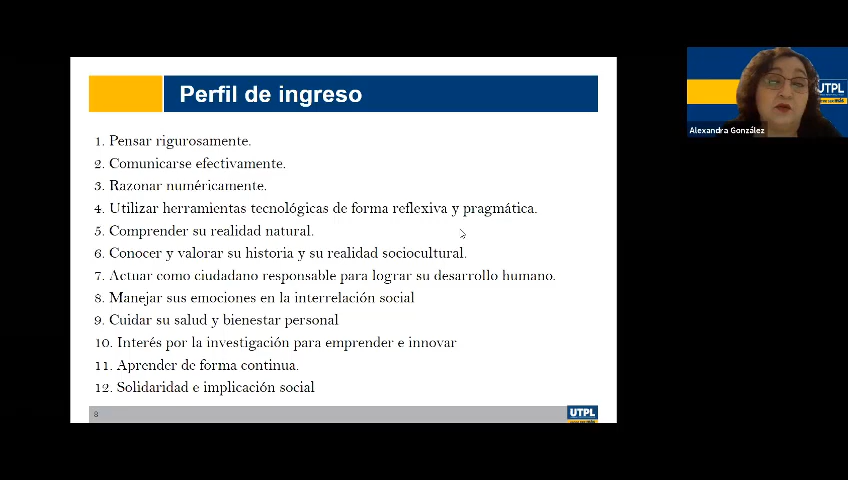 Perfil de ingreso
1. Pensar rigurosamente.
2. Comunicarse efectivamente.
3. Razonar numéricamente.
4. Utilizar herramientas tecnológicas de forma reflexiva y pragmática.
5. Comprender su realidad natural.
6. Conocer y valorar su historia y su realidad sociocultural.
7. Actuar como ciudadano responsable para lograr su desarrollo humano.
8. Manejar sus emociones en la interrelación social
9. Cuidar su salud y bienestar personal
10. Interés por la investigación para emprender e innovar
11. Aprender de forma continua.
12. Solidaridad e implicación social
8
UTPL
UTPL
Alexandra González